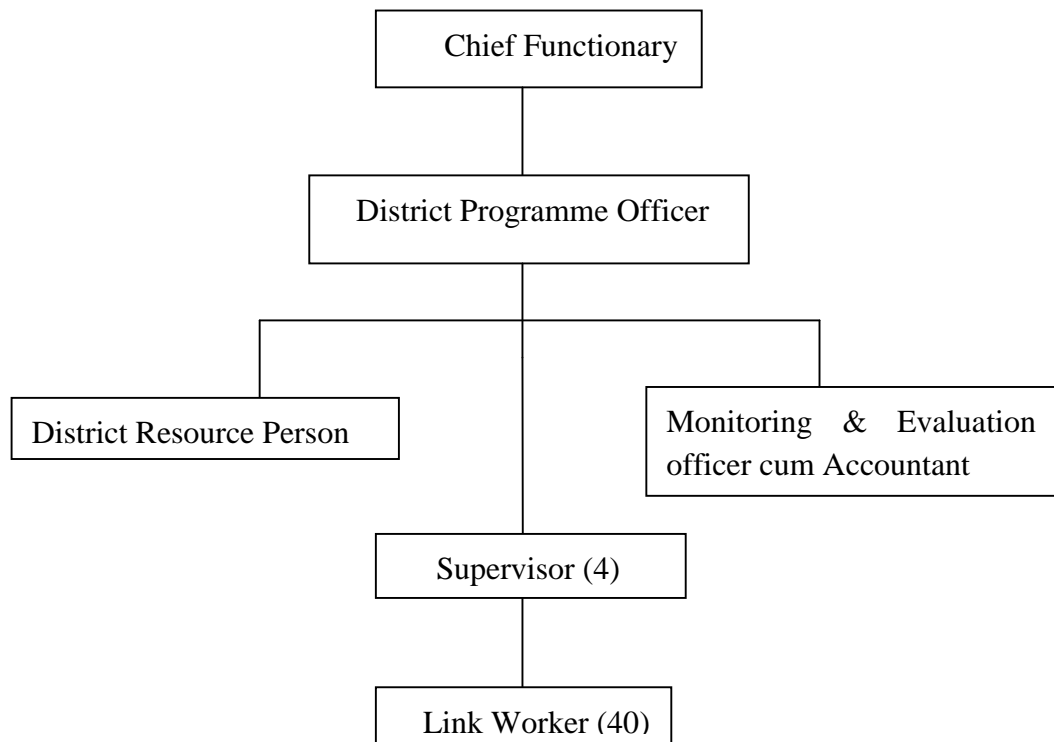 Chief Functionary
District Programme Officer
District Resource Person
Monitoring & Evaluation
officer cum Accountant
Supervisor (4)
Link Worker (40)